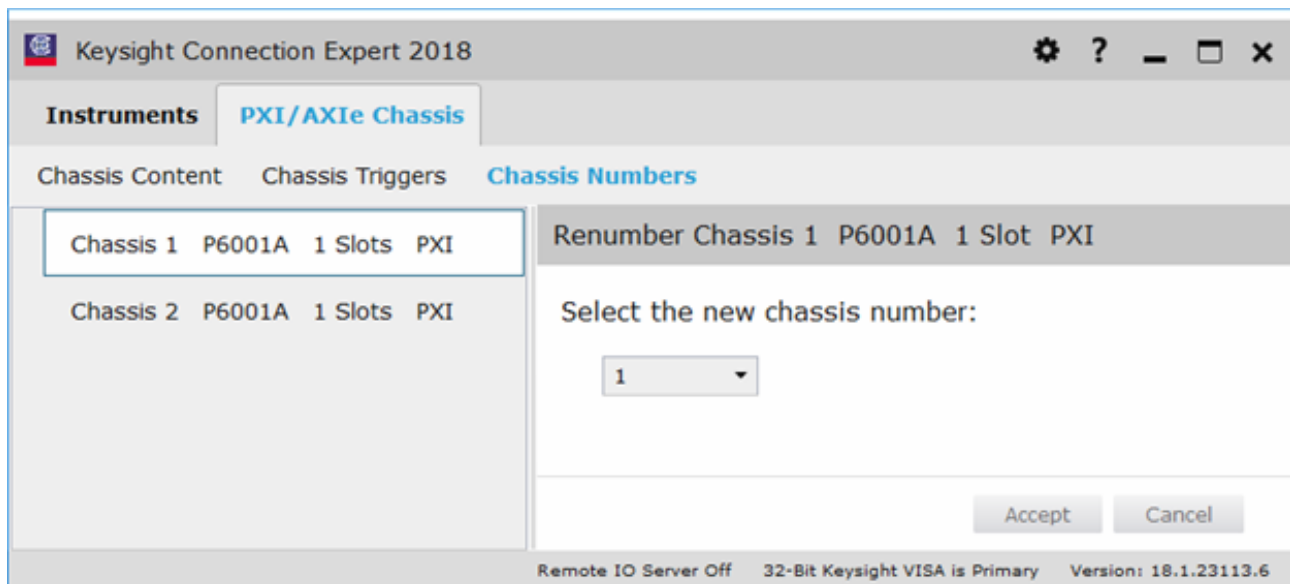 Keysight Connection Expert 2018 ?
Instruments PXI/AXIe Chassis
Chassis Content Chassis Triggers Chassis Numbers
Chassis 1 P6001A 1 Slots PXI
Chassis 2 P6001A 1 Slots PXI
Renumber Chassis 1 P6001A 1 Slot PXI
Select the new chassis number:
1
Accept Cancel
Remote IO Server Off 32-Bit Keysight VISA is Primary Version: 18.1.23113.6